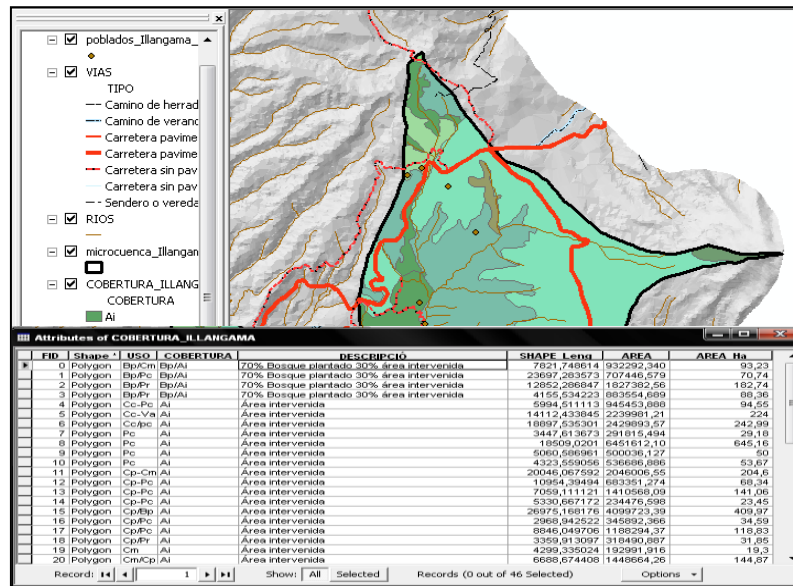 poblados_Illangama_
VIAS
TIPO
Camino de herrad
Camino de veranc
Carretera pavime
Carretera pavime
Carretera sin pav
Carretera sin pav
Sendero o vereda
RIOS
microcuenca_Illangan
COBERTURA_ILLANG
COBERTURA
Ai
Attributes of COBERTURA_ILLANGAMA
FID Shape * USO COBERTURA DESCRIPCIÓ SHAPE_Leng AREA AREA_Ha
0 Polygon Bp/Cm Bp/Ai 70% Bosque plantado 30% área intervenida 7821,748614 932292,340 93,23
1 Polygon Bp/Pc Bp/Ai 70% Bosque plantado 30% área intervenida 23697,283573 707446,579 70,74
2 Polygon Bp/Pr Bp/Ai 70% Bosque plantado 30% área intervenida 12852,286847 1827382,56 182,74
3 Polygon Bp/Pr Bp/Ai 70% Bosque plantado 30% área intervenida 4155,534223 883554,689 88,36
4 Polygon Cc-Pc Ai Área intervenida 5994,511113 945453,888 94,55
5 Polygon Cc-Va Ai Área intervenida 14112,433845 2239981,21 224
6 Polygon Cc/pc Ai Área intervenida 18897,535301 2429893,57 242,99
7 Polygon Pc Ai Área intervenida 3447,613673 291815,494 29,18
8 Polygon Pc Ai Área intervenida 18509,0201 6451612,10 645,16
9 Polygon Pc Ai Área intervenida 5060,586961 500036,127 50
10 Polygon Pc Ai Área intervenida 4323,559056 536686,886 53,67
11 Polygon Cp-Cm Ai Área intervenida 20046,067592 2046006,55 204,6
12 Polygon Cp-Pc Ai Área intervenida 10954,39494 683351,274 68,34
13 Polygon Cp-Pc Ai Área intervenida 7059,111121 1410568,09 141,06
14 Polygon Cp-Pc Ai Área intervenida 5330,667172 234476,598 23,45
15 Polygon Cp/Bp Ai Área intervenida 26975,168176 4099723,39 409,97
16 Polygon Cp/Pc Ai Área intervenida 2968,942522 345892,366 34,59
17 Polygon Cp/Pc Ai Área intervenida 8846,049706 1188294,37 118,83
18 Polygon Cp/Pr Ai Área intervenida 3359,913097 318490,887 31,85
19 Polygon Cm Ai Área intervenida 4299,335024 192991,916 19,3
20 Polygon Cm/Cp Ai Área intervenida 6688,674408 1448664,26 144,87
Record: 1 Show: All Selected Records (0 out of 46 Selected) Options